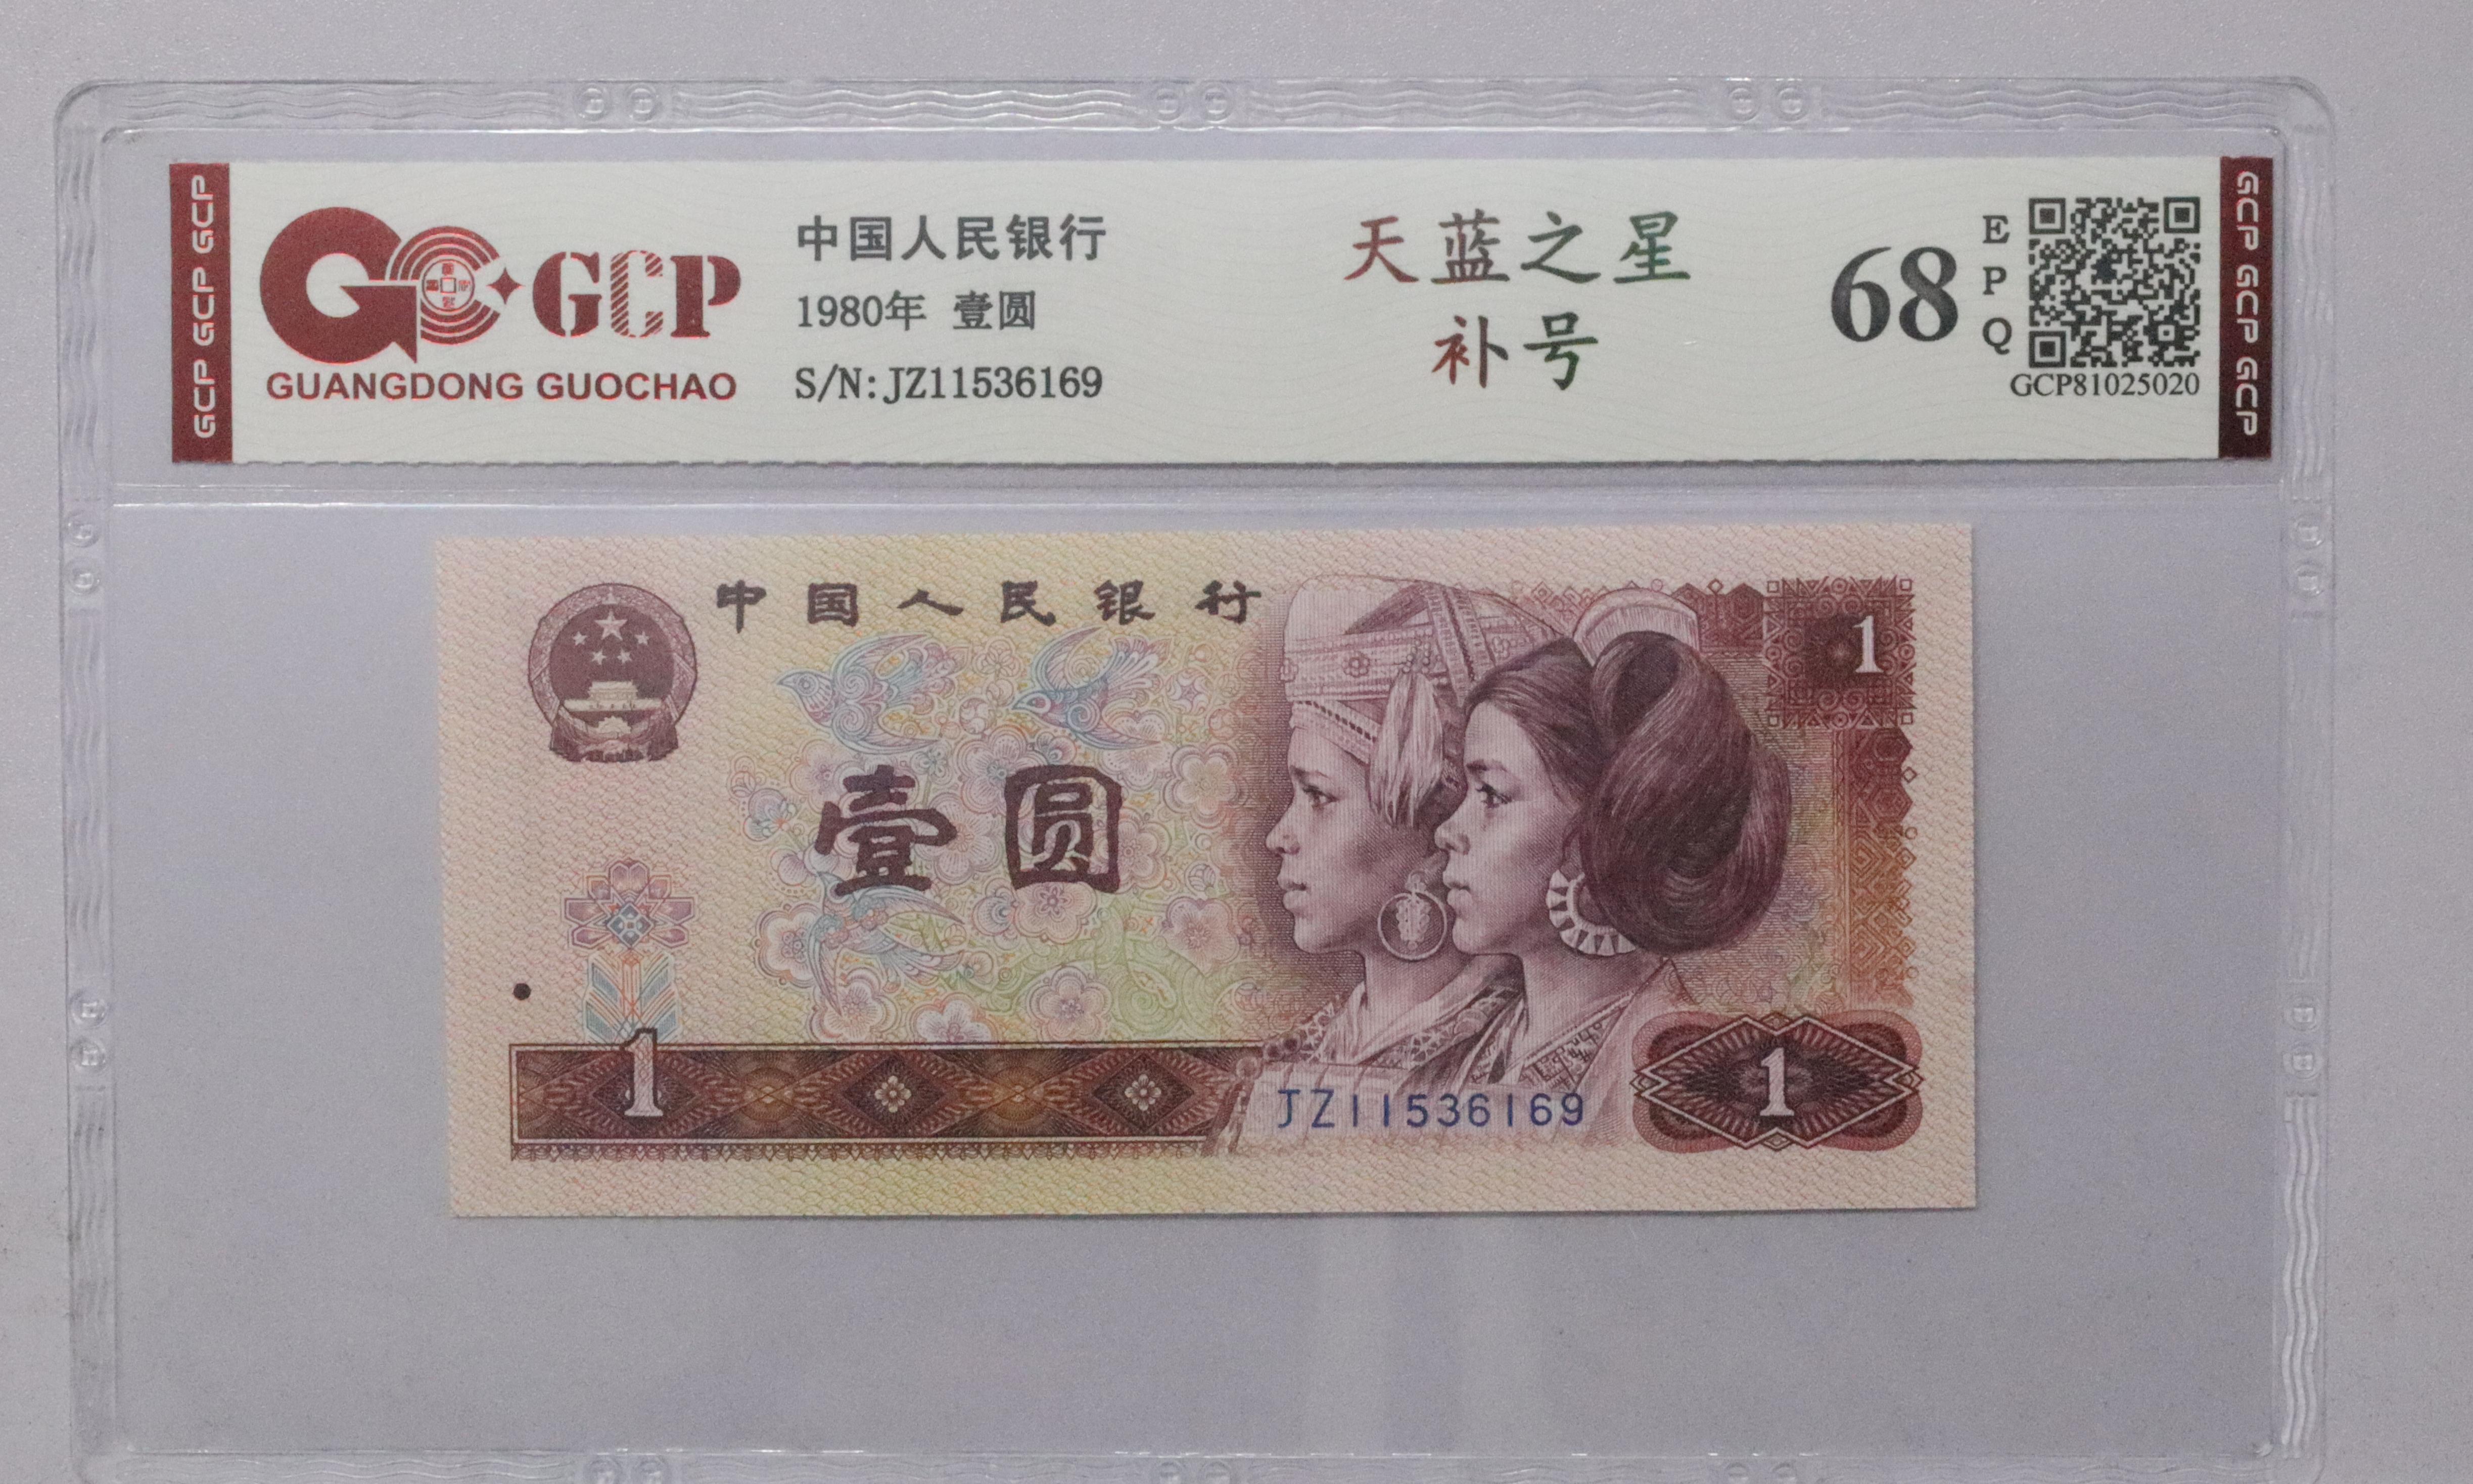 GCP GCP GCP
GCP
GUANGDONG GUOCHAO
中国人民银行
1980年 壹圆
S/N: JZ11536169
天蓝之星
补号
68
EPQ
GCP81025020
GCP GCP GCP
中国人民银行
1
壹圆
1
JZ11536169
1